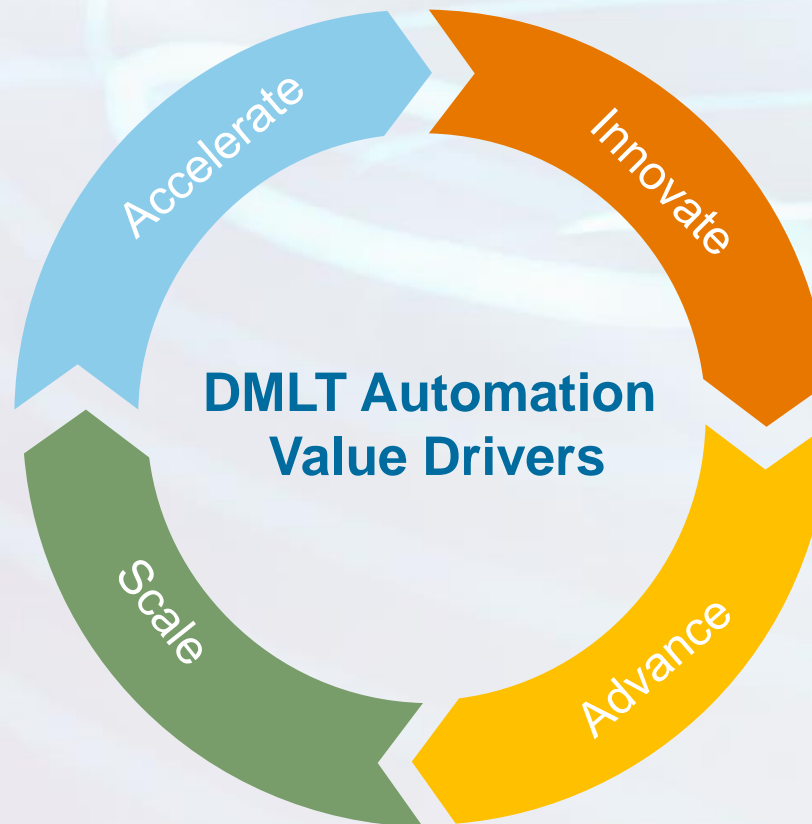 Accelerate
Innovate
DMLT Automation
Value Drivers
Scale
Advance